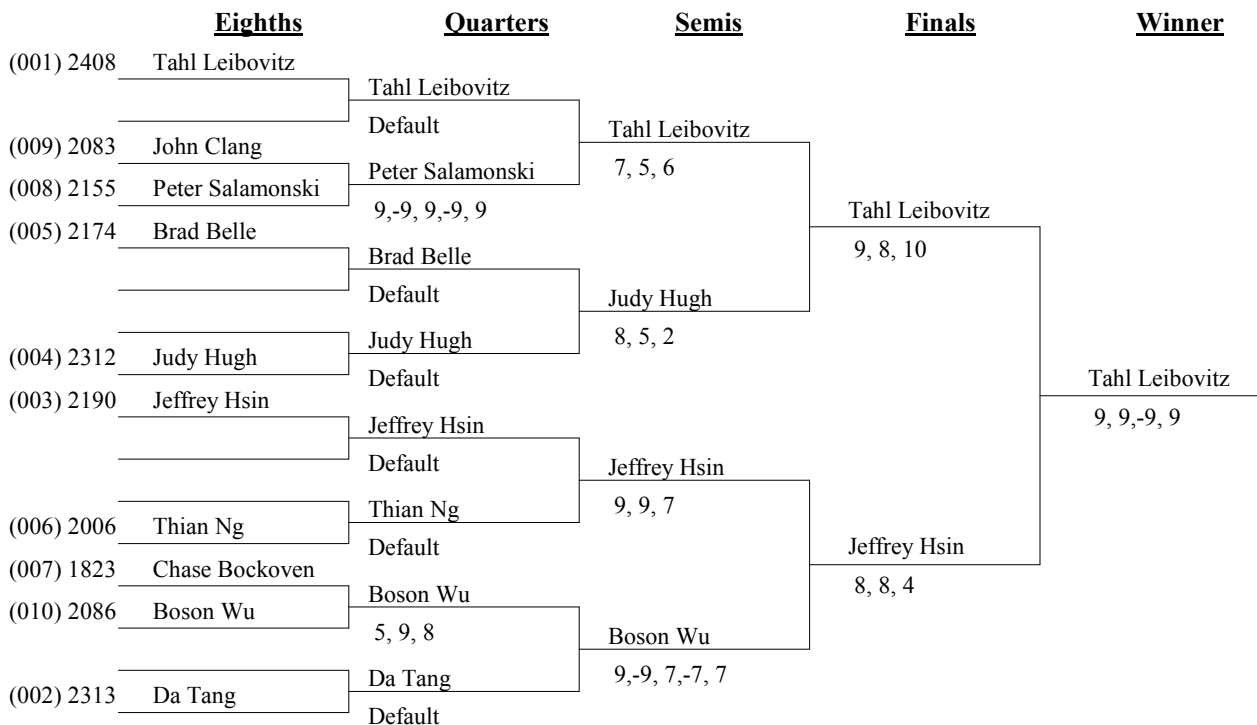 Eighths Quarters Semis Finals Winner
(001) 2408 Tahl Leibovitz
Tahl Leibovitz
Default
Tahl Leibovitz
(009) 2083 John Clang
7, 5, 6
Peter Salamonski
(008) 2155 Peter Salamonski
9,-9, 9,-9, 9
Tahl Leibovitz
(005) 2174 Brad Belle
9, 8, 10
Brad Belle
Default
Judy Hugh
8, 5, 2
Judy Hugh
(004) 2312 Judy Hugh
Default
Tahl Leibovitz
(003) 2190 Jeffrey Hsin
9, 9,-9, 9
Jeffrey Hsin
Default
Jeffrey Hsin
9, 9, 7
Thian Ng
(006) 2006 Thian Ng
Default
Jeffrey Hsin
(007) 1823 Chase Bockoven
8, 8, 4
Boson Wu
(010) 2086 Boson Wu
5, 9, 8
Boson Wu
9,-9, 7,-7, 7
Da Tang
(002) 2313 Da Tang
Default